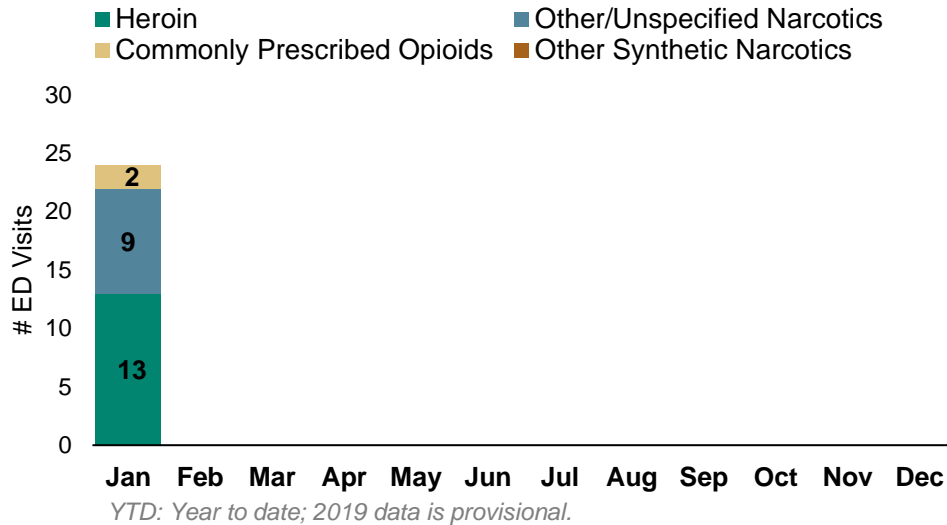 Heroin
Other/Unspecified Narcotics
Commonly Prescribed Opioids
Other Synthetic Narcotics
# ED Visits
30
25
20
15
10
5
0
2
9
13
Jan Feb Mar Apr May Jun Jul Aug Sep Oct Nov Dec
YTD: Year to date; 2019 data is provisional.